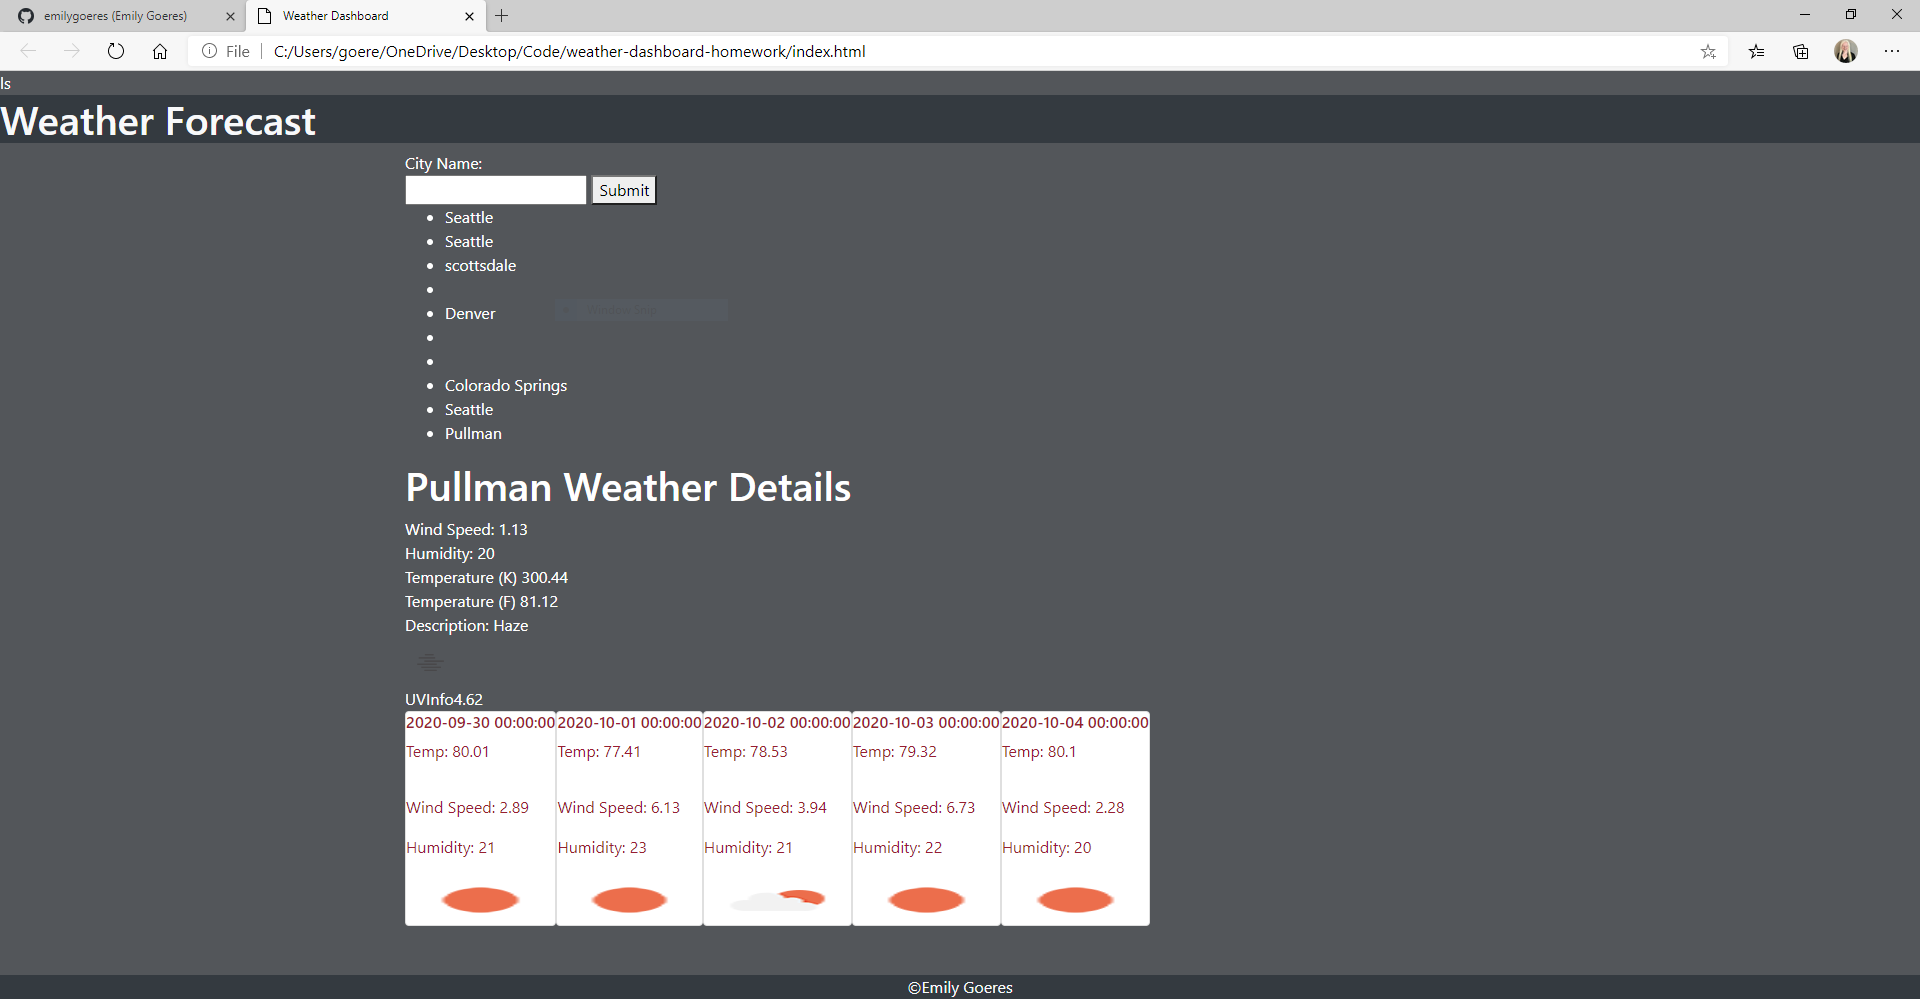 emilygoeres (Emily Goeres)
Weather Dashboard
File
C:/Users/goere/OneDrive/Desktop/Code/weather-dashboard-homework/index.html
ls
Weather Forecast
City Name:
Submit
• Seattle
• Seattle
• scottsdale
•
• Denver
•
•
• Colorado Springs
• Seattle
• Pullman
Pullman Weather Details
Wind Speed: 1.13
Humidity: 20
Temperature (K) 300.44
Temperature (F) 81.12
Description: Haze
UVInfo4.62
2020-09-30 00:00:00 2020-10-01 00:00:00 2020-10-02 00:00:00 2020-10-03 00:00:00 2020-10-04 00:00:00
Temp: 80.01 Temp: 77.41 Temp: 78.53 Temp: 79.32 Temp: 80.1
Wind Speed: 2.89 Wind Speed: 6.13 Wind Speed: 3.94 Wind Speed: 6.73 Wind Speed: 2.28
Humidity: 21 Humidity: 23 Humidity: 21 Humidity: 22 Humidity: 20
©Emily Goeres